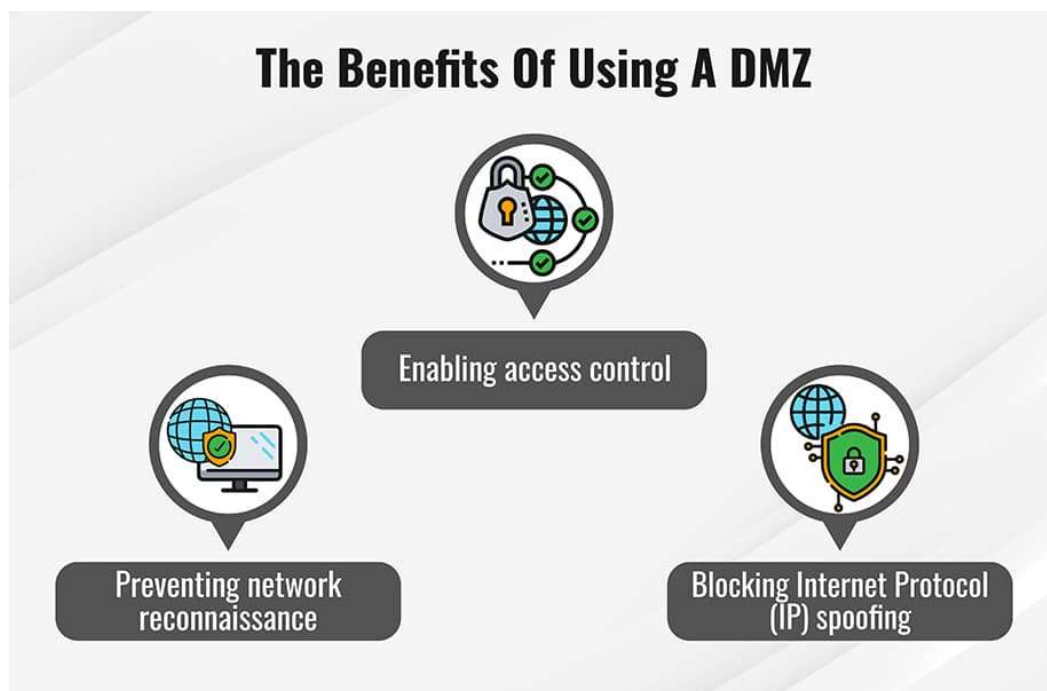 The Benefits Of Using A DMZ
Enabling access control
Preventing network
reconnaissance
Blocking Internet Protocol
(IP) spoofing